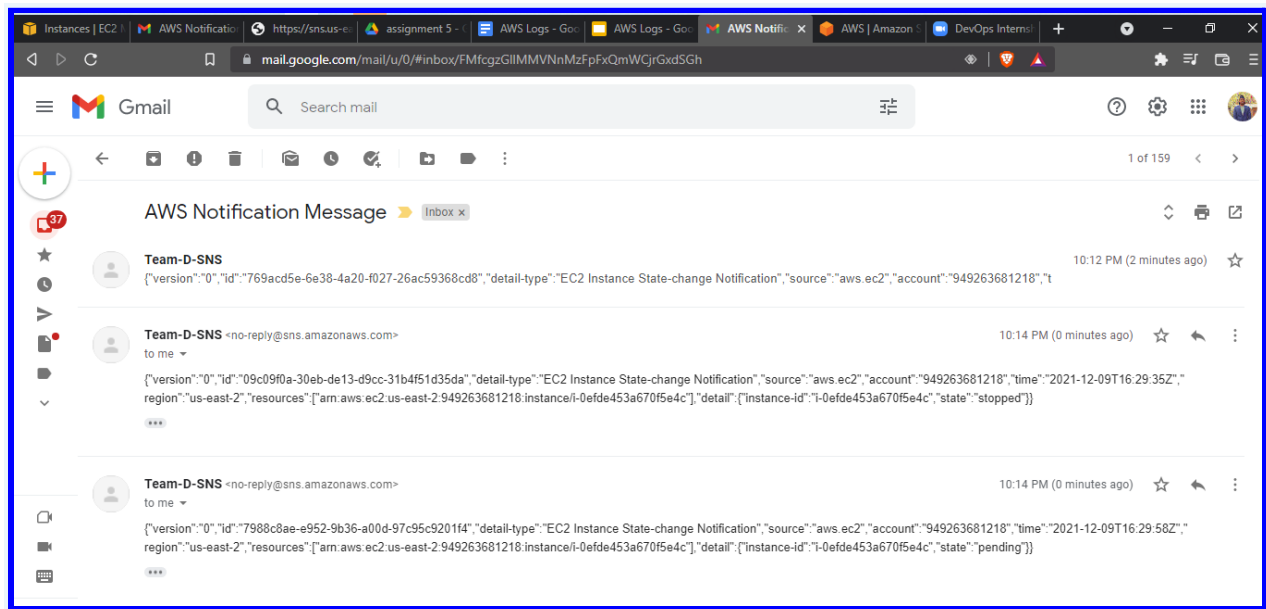 Instances | EC2 M
AWS Notificatio
https://sns.us-ea
assignment 5 - G
AWS Logs - Goo
AWS Logs - Goo
AWS Notific
AWS | Amazon S
DevOps Internsh
mail.google.com/mail/u/0/#inbox/FMfcgzGllMMVNnMzFpFxQmWCjrGxdSGh
Gmail
Search mail
1 of 159
37
AWS Notification Message
Inbox x
Team-D-SNS
10:12 PM (2 minutes ago)
{"version":"0","id":"769acd5e-6e38-4a20-f027-26ac59368cd8","detail-type":"EC2 Instance State-change Notification","source":"aws.ec2","account":"949263681218","t
Team-D-SNS <no-reply@sns.amazonaws.com>
10:14 PM (0 minutes ago)
to me
{"version":"0","id":"09c09f0a-30eb-de13-d9cc-31b4f51d35da","detail-type":"EC2 Instance State-change Notification","source":"aws.ec2","account":"949263681218","time":"2021-12-09T16:29:35Z","
region":"us-east-2","resources":["arn:aws:ec2:us-east-2:949263681218:instance/i-0efde453a670f5e4c"],"detail":{"instance-id":"i-0efde453a670f5e4c","state":"stopped"}}
Team-D-SNS <no-reply@sns.amazonaws.com>
10:14 PM (0 minutes ago)
to me
{"version":"0","id":"7988c8ae-e952-9b36-a00d-97c95c9201f4","detail-type":"EC2 Instance State-change Notification","source":"aws.ec2","account":"949263681218","time":"2021-12-09T16:29:58Z","
region":"us-east-2","resources":["arn:aws:ec2:us-east-2:949263681218:instance/i-0efde453a670f5e4c"],"detail":{"instance-id":"i-0efde453a670f5e4c","state":"pending"}}